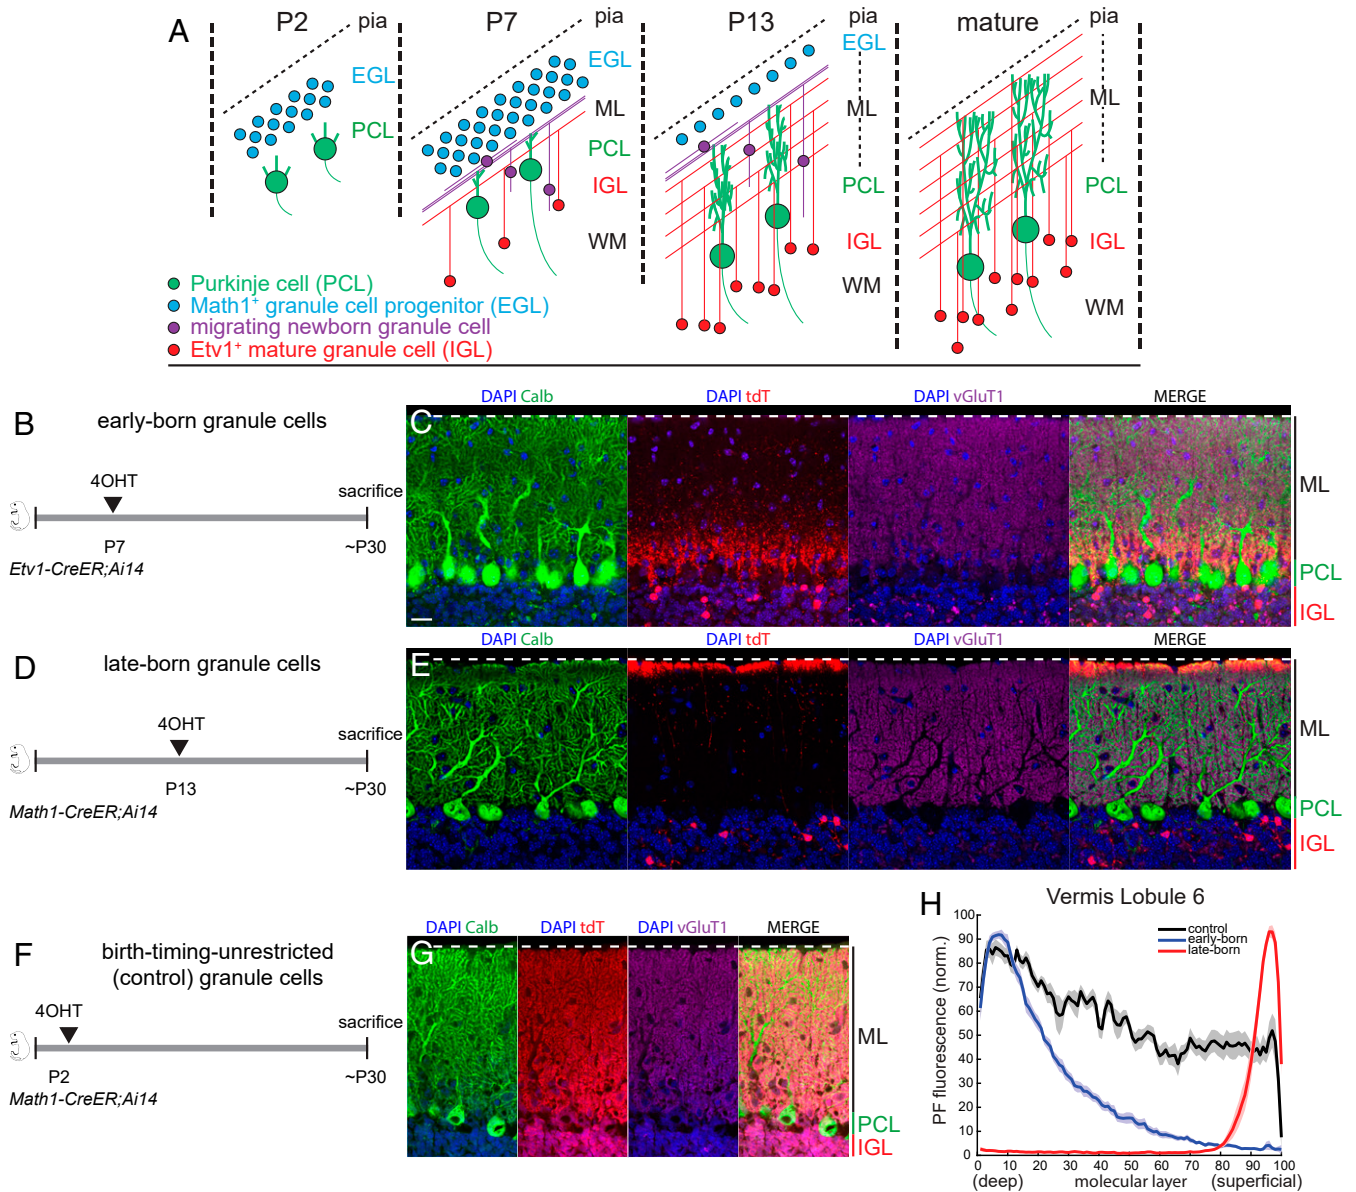 A
P2
pia
EGL
PCL
P7
pia
EGL
ML
PCL
IGL
WM
P13
pia
EGL
ML
PCL
IGL
WM
mature
pia
ML
PCL
IGL
WM
Purkinje cell (PCL)
Math1+ granule cell progenitor (EGL)
migrating newborn granule cell
Etv1+ mature granule cell (IGL)
B
early-born granule cells
4OHT
sacrifice
P7
~P30
Etv1-CreER;Ai14
C
DAPI Calb
DAPI tdT
DAPI vGluT1
MERGE
ML
PCL
IGL
D
late-born granule cells
4OHT
sacrifice
P13
~P30
Math1-CreER;Ai14
E
DAPI Calb
DAPI tdT
DAPI vGluT1
MERGE
ML
PCL
IGL
F
birth-timing-unrestricted
(control) granule cells
4OHT
sacrifice
P2
~P30
Math1-CreER;Ai14
G
DAPI Calb
DAPI tdT
DAPI vGluT1
MERGE
ML
PCL
IGL
H
Vermis Lobule 6
control
early-born
late-born
PF fluorescence (norm.)
100
90
80
70
60
50
40
30
20
10
0
0 10 20 30 40 50 60 70 80 90 100
(deep) molecular layer (superficial)